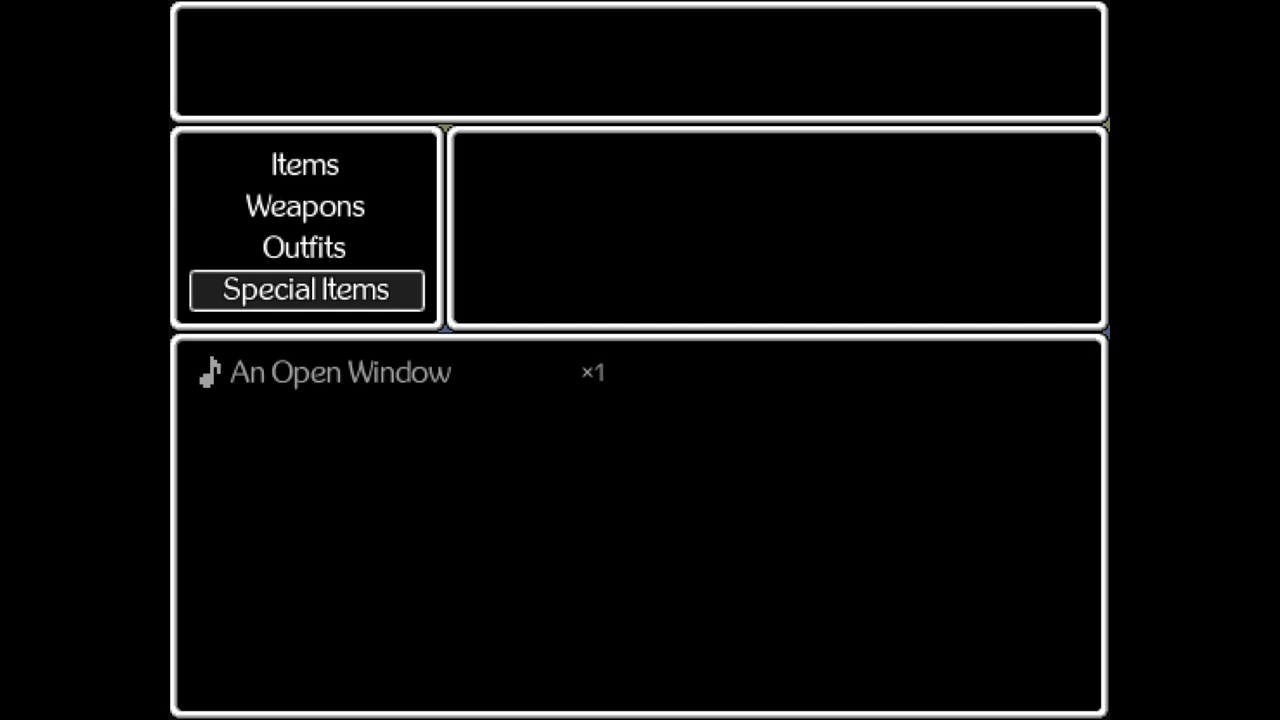 Items
Weapons
Outfits
Special Items
An Open Window ×1